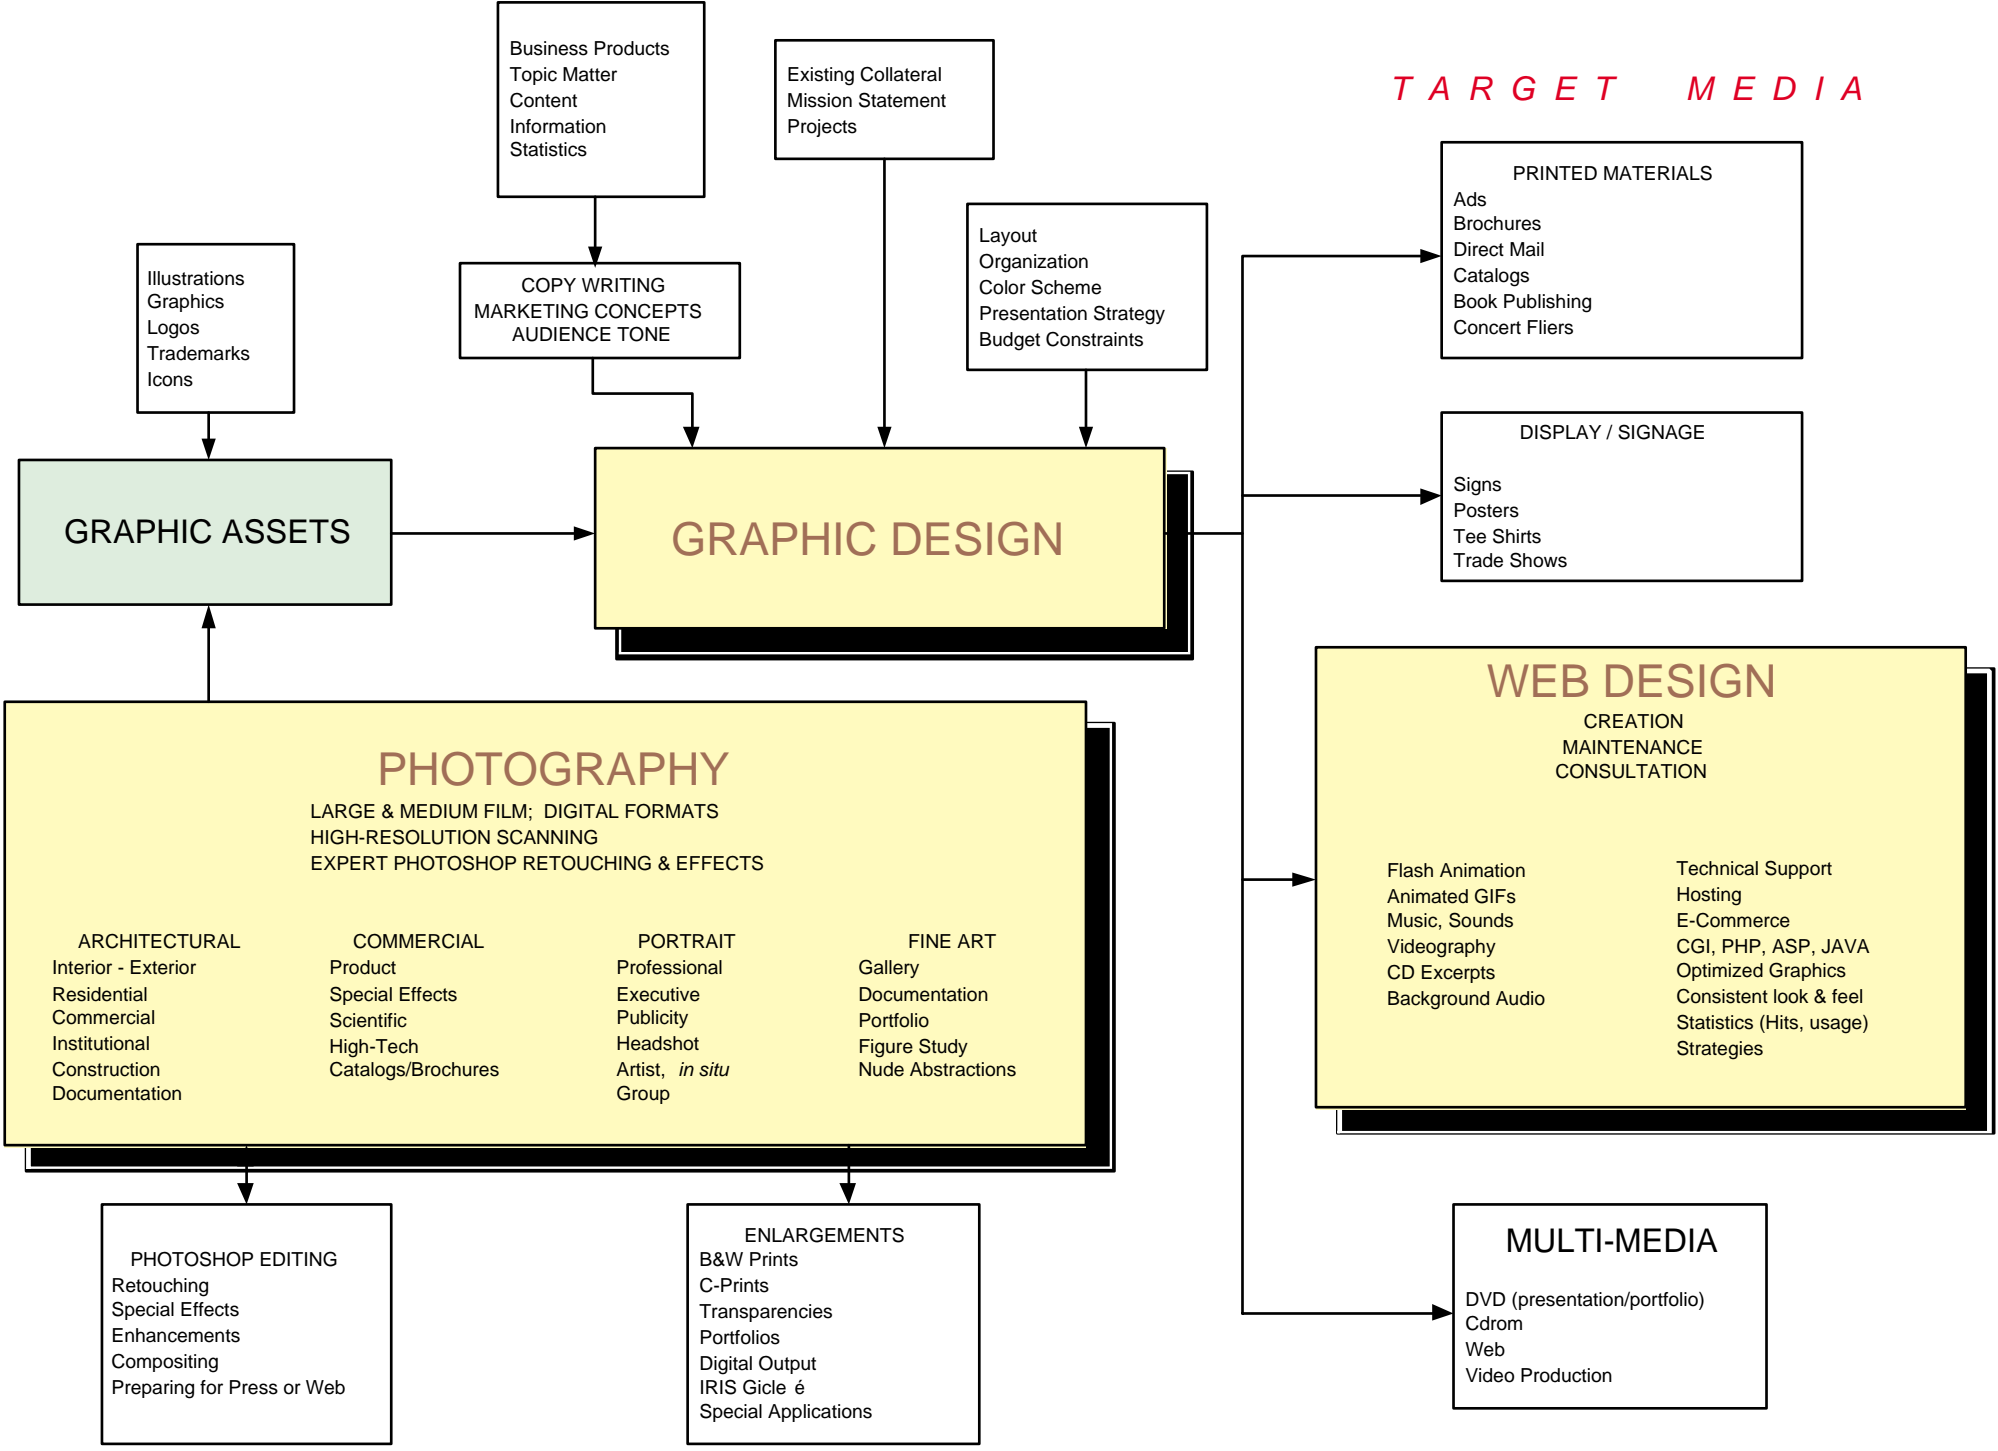 Business Products
Topic Matter
Content
Information
Statistics
Existing Collateral
Mission Statement
Projects
TARGET MEDIA
PRINTED MATERIALS
Ads
Brochures
Direct Mail
Catalogs
Book Publishing
Concert Fliers
Layout
Organization
Color Scheme
Presentation Strategy
Budget Constraints
Illustrations
Graphics
Logos
Trademarks
Icons
COPY WRITING
MARKETING CONCEPTS
AUDIENCE TONE
DISPLAY / SIGNAGE
Signs
Posters
Tee Shirts
Trade Shows
GRAPHIC ASSETS
GRAPHIC DESIGN
WEB DESIGN
CREATION
MAINTENANCE
CONSULTATION
Flash Animation
Animated GIFs
Music, Sounds
Videography
CD Excerpts
Background Audio
Technical Support
Hosting
E-Commerce
CGI, PHP, ASP, JAVA
Optimized Graphics
Consistent look & feel
Statistics (Hits, usage)
Strategies
PHOTOGRAPHY
LARGE & MEDIUM FILM; DIGITAL FORMATS
HIGH-RESOLUTION SCANNING
EXPERT PHOTOSHOP RETOUCHING & EFFECTS
ARCHITECTURAL
Interior - Exterior
Residential
Commercial
Institutional
Construction
Documentation
COMMERCIAL
Product
Special Effects
Scientific
High-Tech
Catalogs/Brochures
PORTRAIT
Professional
Executive
Publicity
Headshot
Artist, in situ
Group
FINE ART
Gallery
Documentation
Portfolio
Figure Study
Nude Abstractions
PHOTOSHOP EDITING
Retouching
Special Effects
Enhancements
Compositing
Preparing for Press or Web
ENLARGEMENTS
B&W Prints
C-Prints
Transparencies
Portfolios
Digital Output
IRIS Gicle é
Special Applications
MULTI-MEDIA
DVD (presentation/portfolio)
Cdrom
Web
Video Production